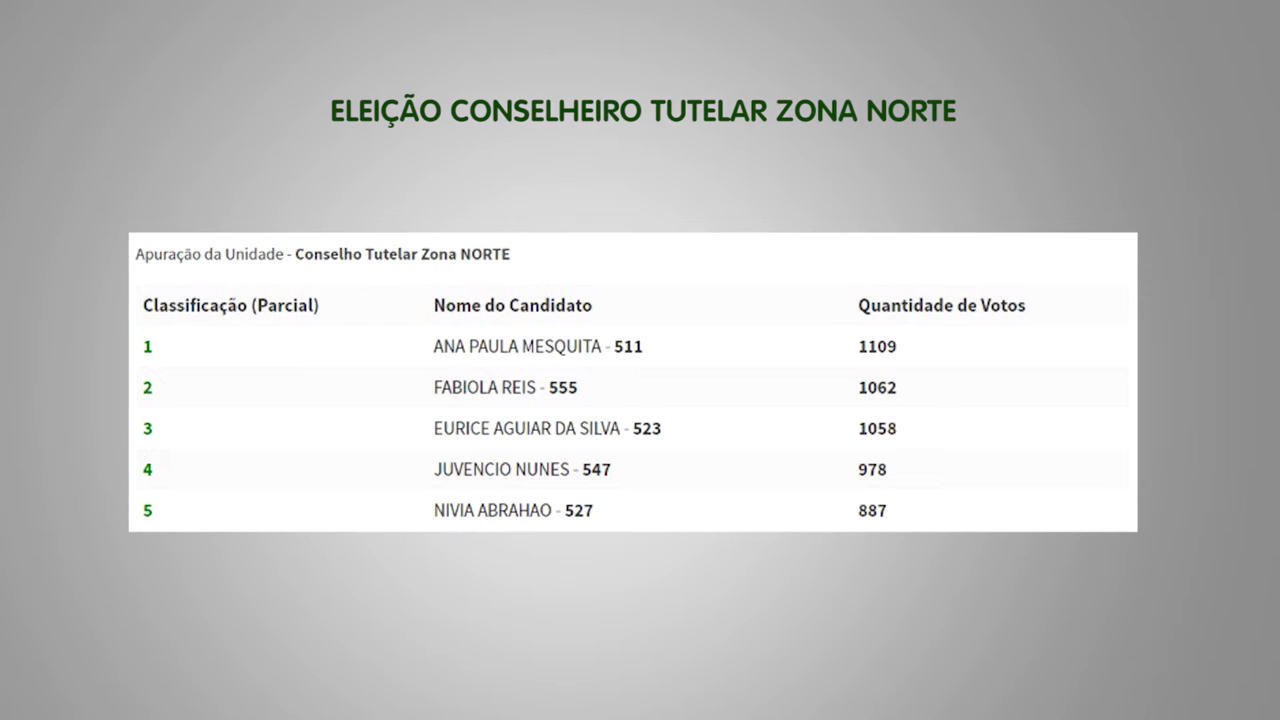 ELEIÇÃO CONSELHEIRO TUTELAR ZONA NORTE
Apuração da Unidade - Conselho Tutelar Zona NORTE
Classificação (Parcial) Nome do Candidato Quantidade de Votos
1 ANA PAULA MESQUITA - 511 1109
2 FABIOLA REIS - 555 1062
3 EURICE AGUIAR DA SILVA - 523 1058
4 JUVENCIO NUNES - 547 978
5 NIVIA ABRAHAO - 527 887